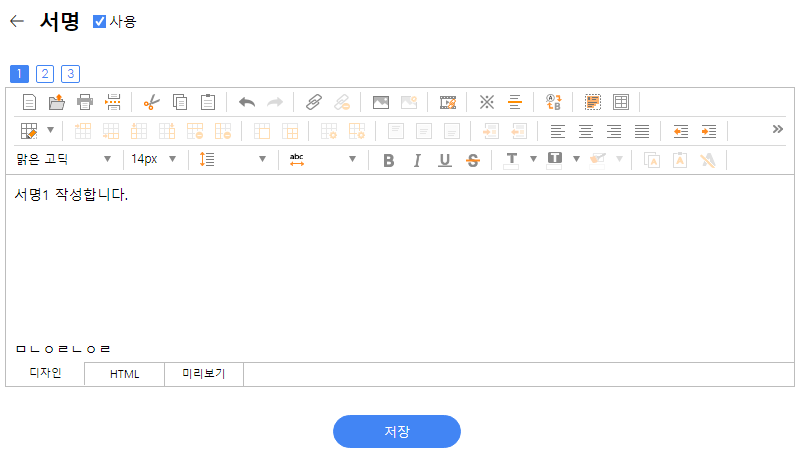 서명 사용
1 2 3
맑은 고딕 14px abc B I U S T T
서명1 작성합니다.
ㅁㄴㅇㄹㄴㅇㄹ
디자인 HTML 미리보기
저장